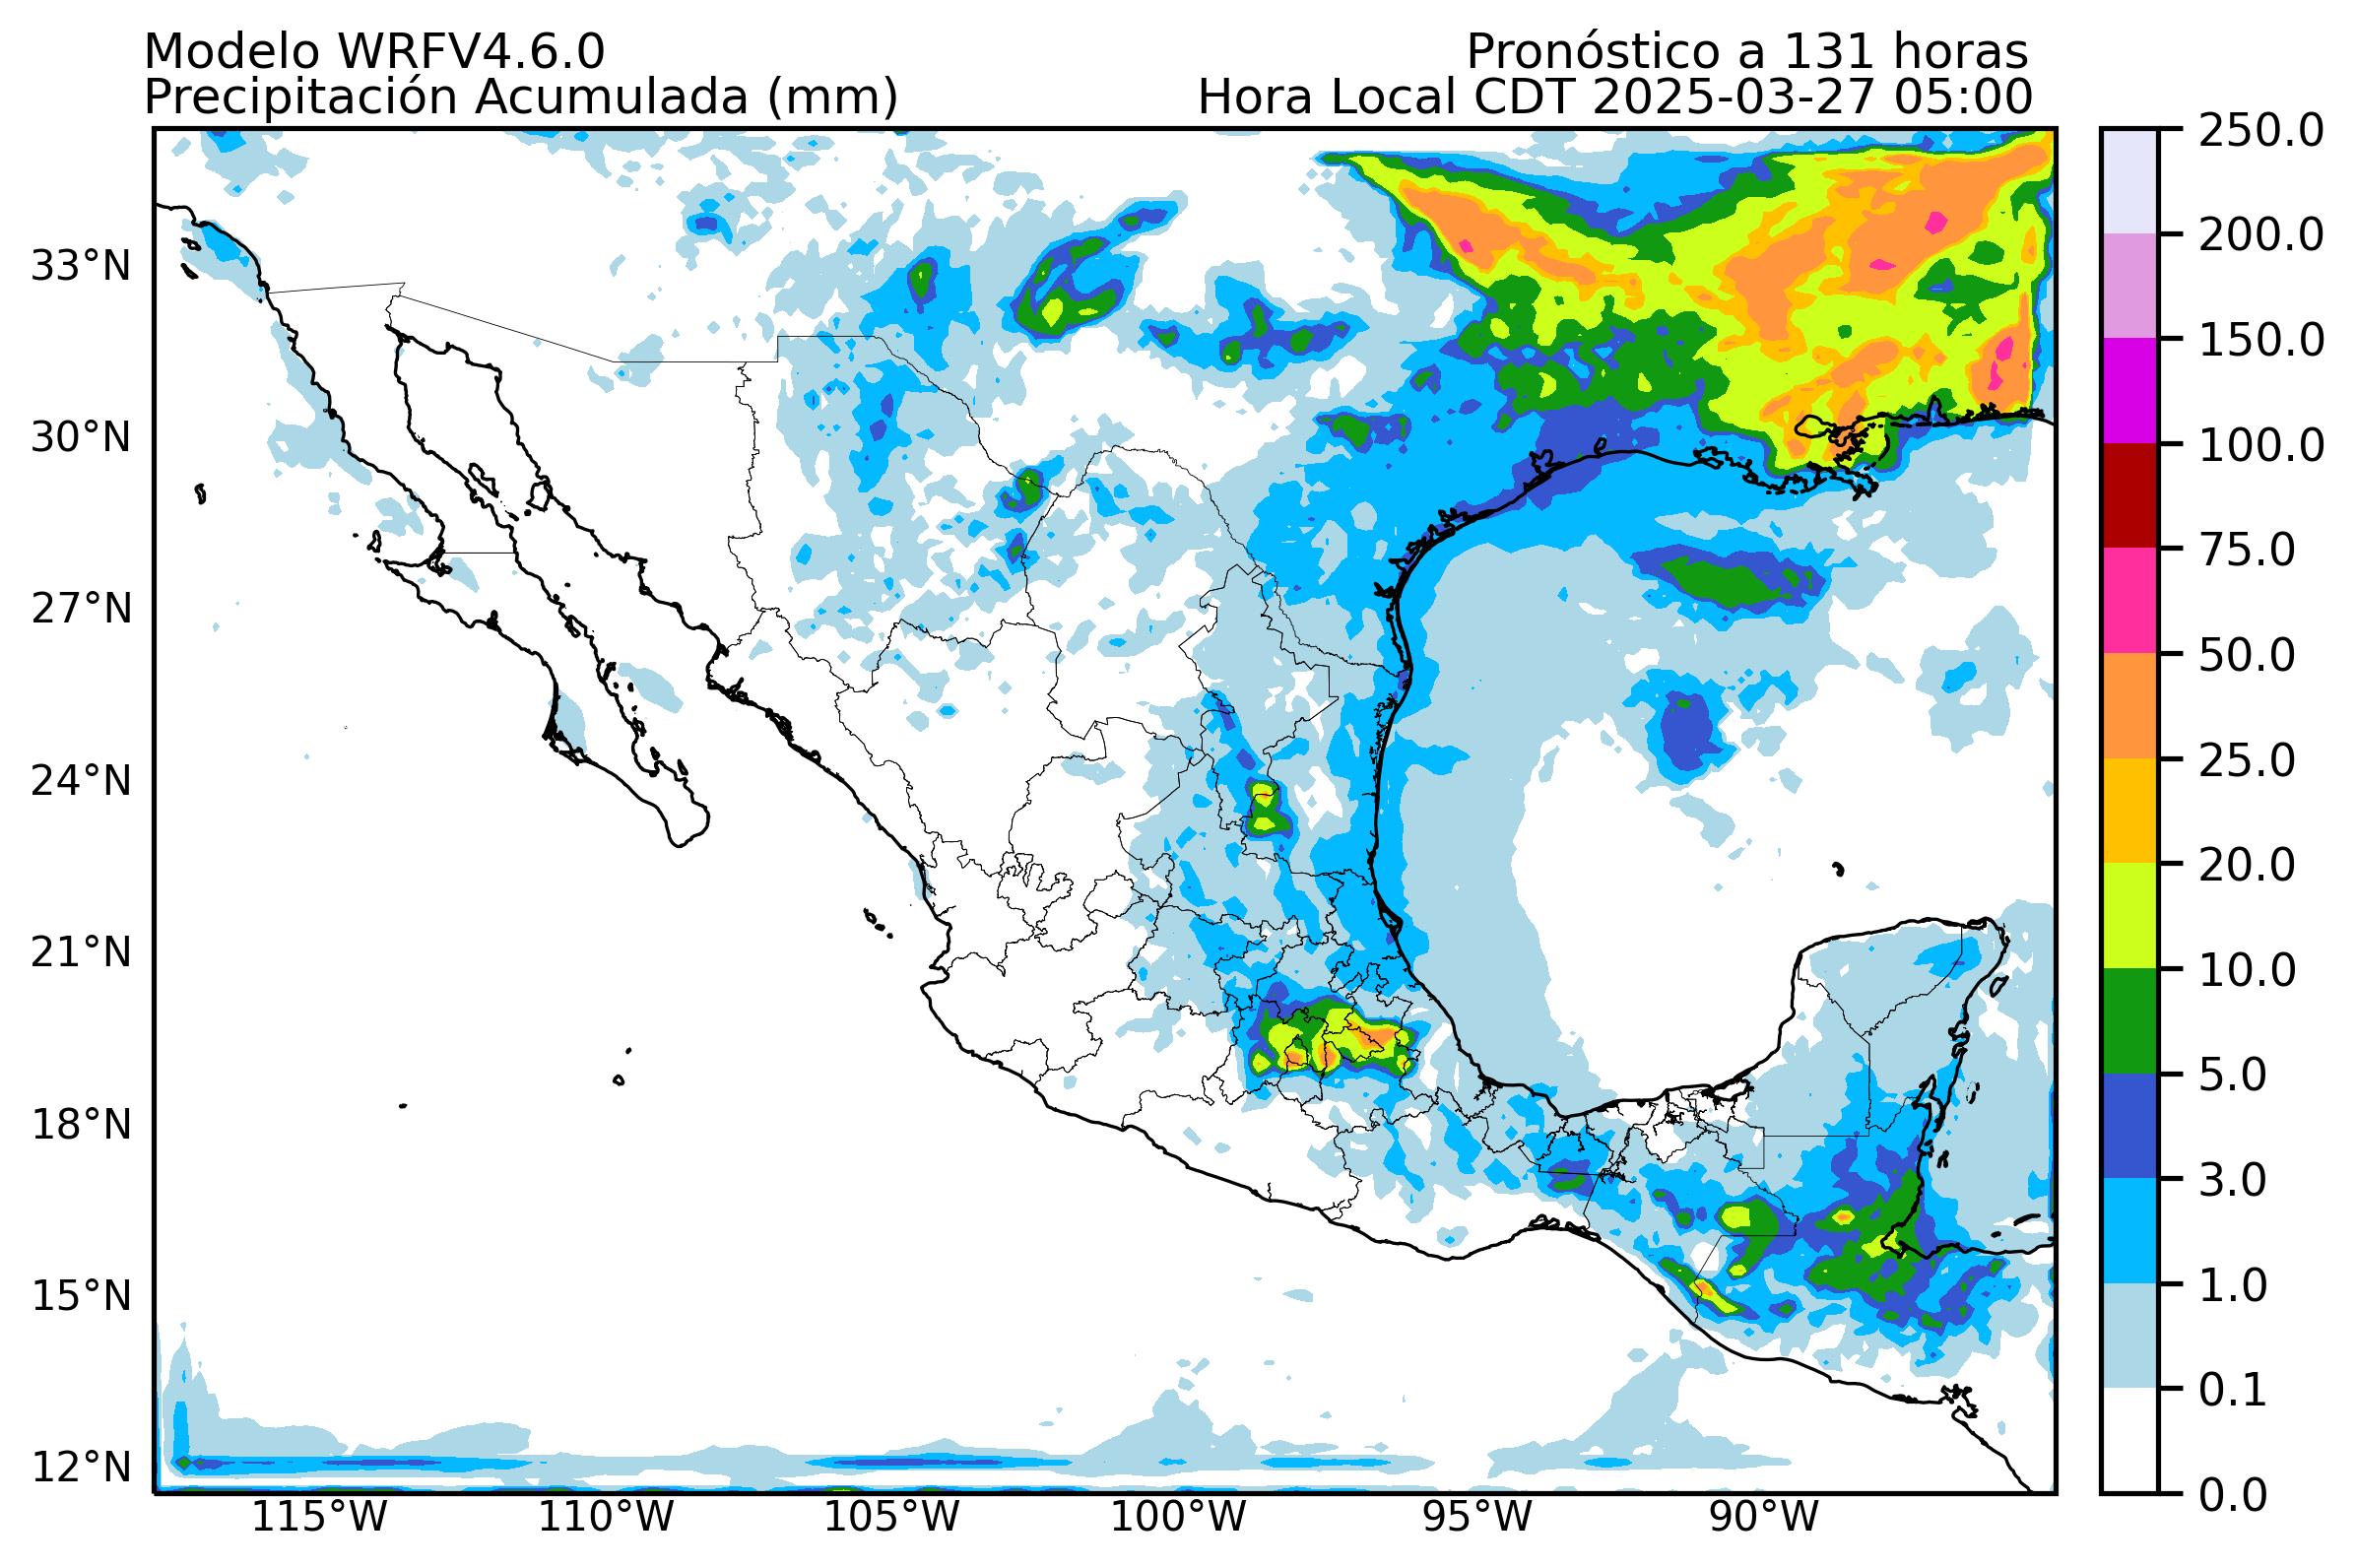 Modelo WRFV4.6.0
Pronóstico a 131 horas
Precipitación Acumulada (mm)
Hora Local CDT 2025-03-27 05:00
33°N
30°N
27°N
24°N
21°N
18°N
15°N
12°N
115°W
110°W
105°W
100°W
95°W
90°W
250.0
200.0
150.0
100.0
75.0
50.0
25.0
20.0
10.0
5.0
3.0
1.0
0.1
0.0